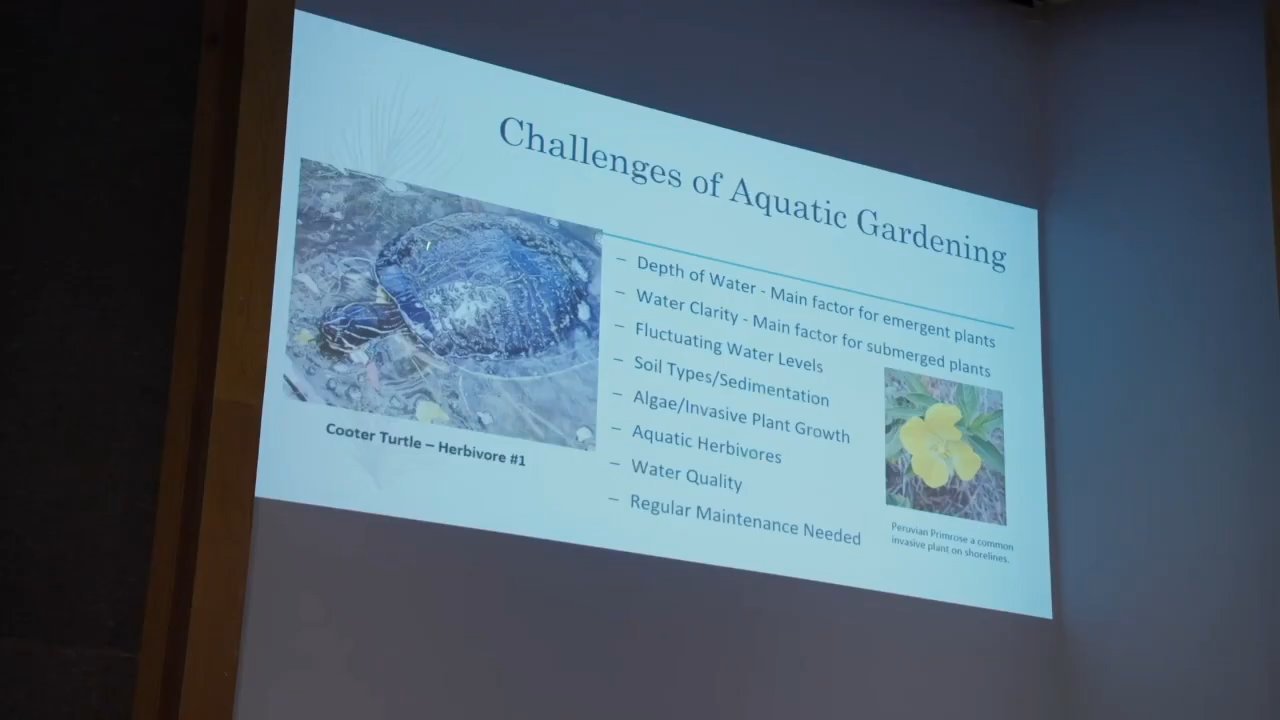 Challenges of Aquatic Gardening
– Depth of Water - Main factor for emergent plants
– Water Clarity - Main factor for submerged plants
– Fluctuating Water Levels
– Soil Types/Sedimentation
– Algae/Invasive Plant Growth
– Aquatic Herbivores
– Water Quality
– Regular Maintenance Needed
Cooter Turtle – Herbivore #1
Peruvian Primrose a common
invasive plant on shorelines.